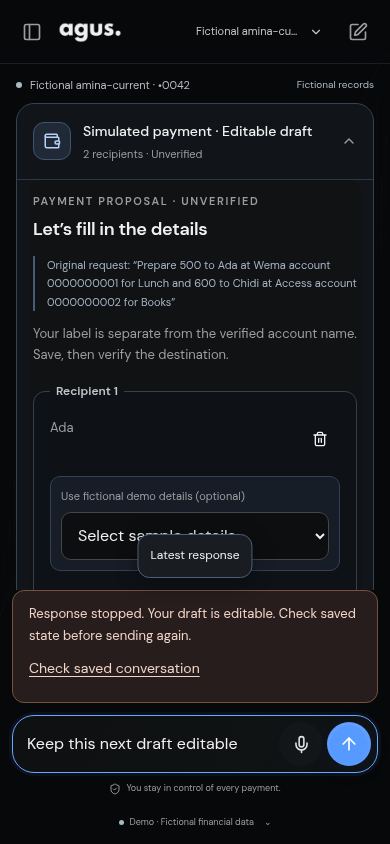 agus.
Fictional amina-cu...
Fictional amina-current · •0042
Fictional records
Simulated payment · Editable draft
2 recipients · Unverified
PAYMENT PROPOSAL · UNVERIFIED
Let’s fill in the details
Original request: “Prepare 500 to Ada at Wema account
0000000001 for Lunch and 600 to Chidi at Access account
0000000002 for Books”
Your label is separate from the verified account name.
Save, then verify the destination.
Recipient 1
Ada
Use fictional demo details (optional)
Select sample details
Latest response
Response stopped. Your draft is editable. Check saved
state before sending again.
Check saved conversation
Keep this next draft editable
You stay in control of every payment.
Demo · Fictional financial data